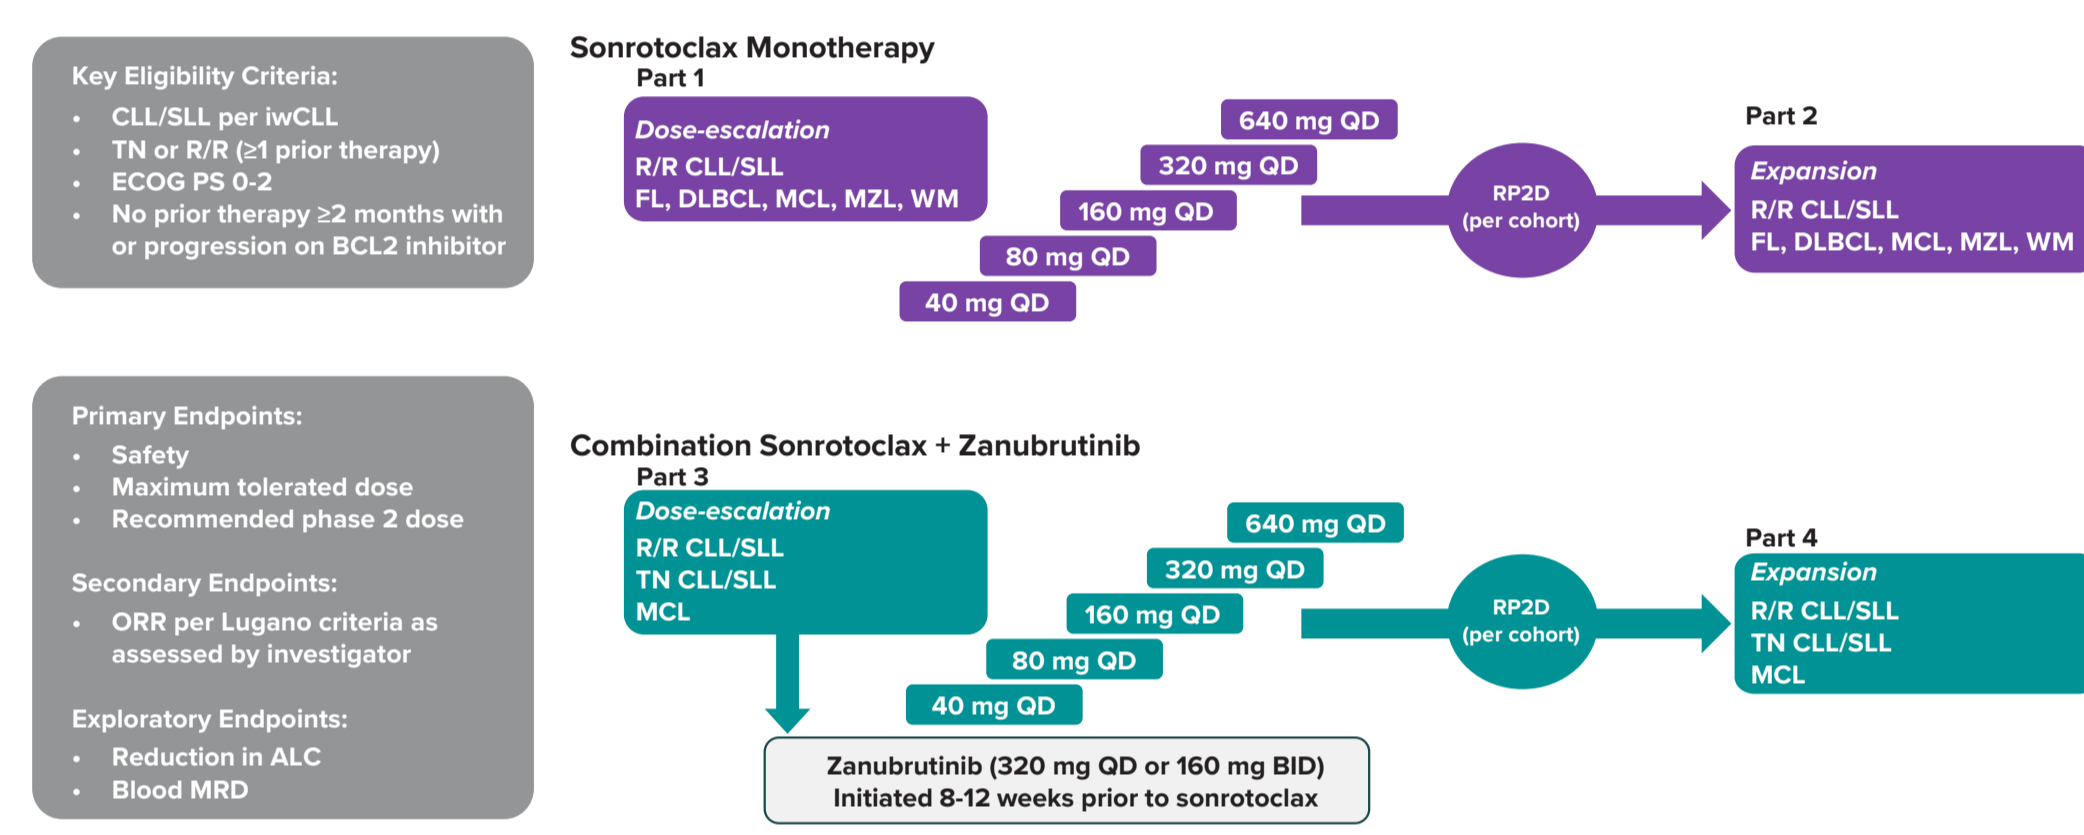 Key Eligibility Criteria:
• CLL/SLL per iwCLL
• TN or R/R (≥1 prior therapy)
• ECOG PS 0-2
• No prior therapy ≥2 months with
or progression on BCL2 inhibitor
Primary Endpoints:
• Safety
• Maximum tolerated dose
• Recommended phase 2 dose
Secondary Endpoints:
• ORR per Lugano criteria as
assessed by investigator
Exploratory Endpoints:
• Reduction in ALC
• Blood MRD
Sonrotoclax Monotherapy
Part 1
Dose-escalation
R/R CLL/SLL
FL, DLBCL, MCL, MZL, WM
640 mg QD
320 mg QD
160 mg QD
80 mg QD
40 mg QD
RP2D
(per cohort)
Part 2
Expansion
R/R CLL/SLL
FL, DLBCL, MCL, MZL, WM
Combination Sonrotoclax + Zanubrutinib
Part 3
Dose-escalation
R/R CLL/SLL
TN CLL/SLL
MCL
640 mg QD
320 mg QD
160 mg QD
80 mg QD
40 mg QD
Zanubrutinib (320 mg QD or 160 mg BID)
Initiated 8-12 weeks prior to sonrotoclax
RP2D
(per cohort)
Part 4
Expansion
R/R CLL/SLL
TN CLL/SLL
MCL